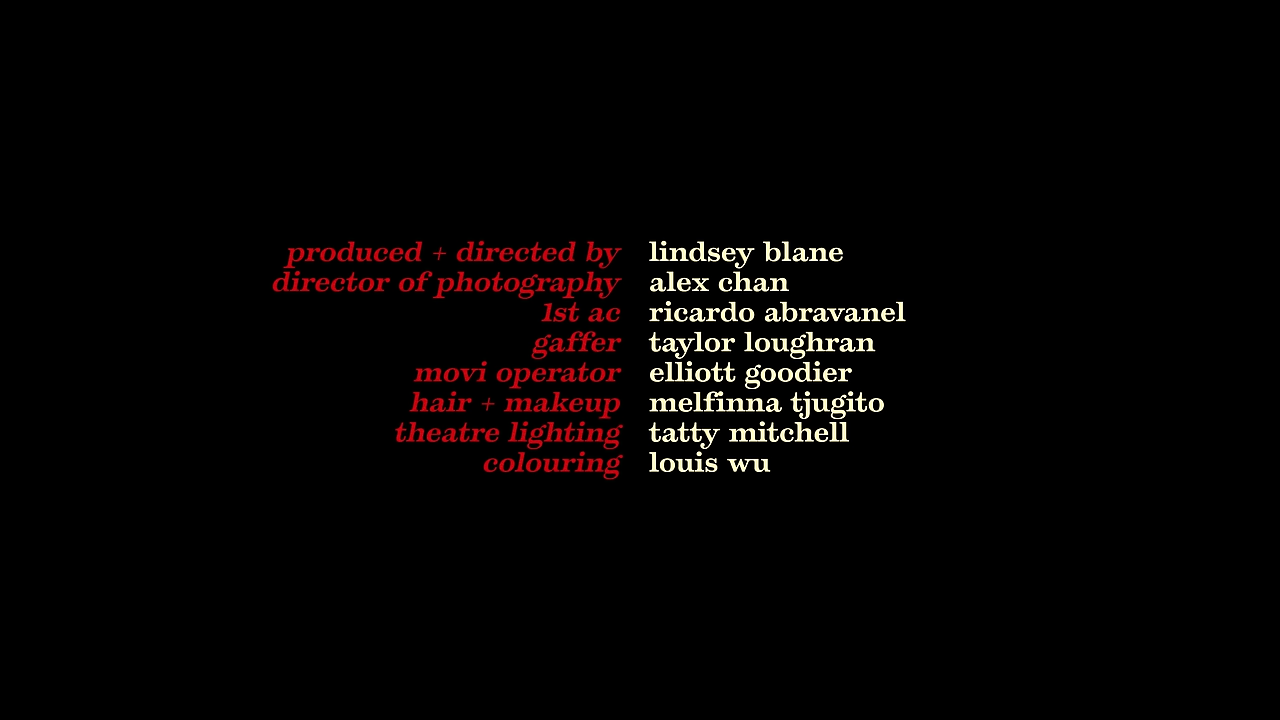 produced + directed by lindsey blane
director of photography alex chan
1st ac ricardo abravanel
gaffer taylor loughran
movi operator elliott goodier
hair + makeup melfinna tjugito
theatre lighting tatty mitchell
colouring louis wu